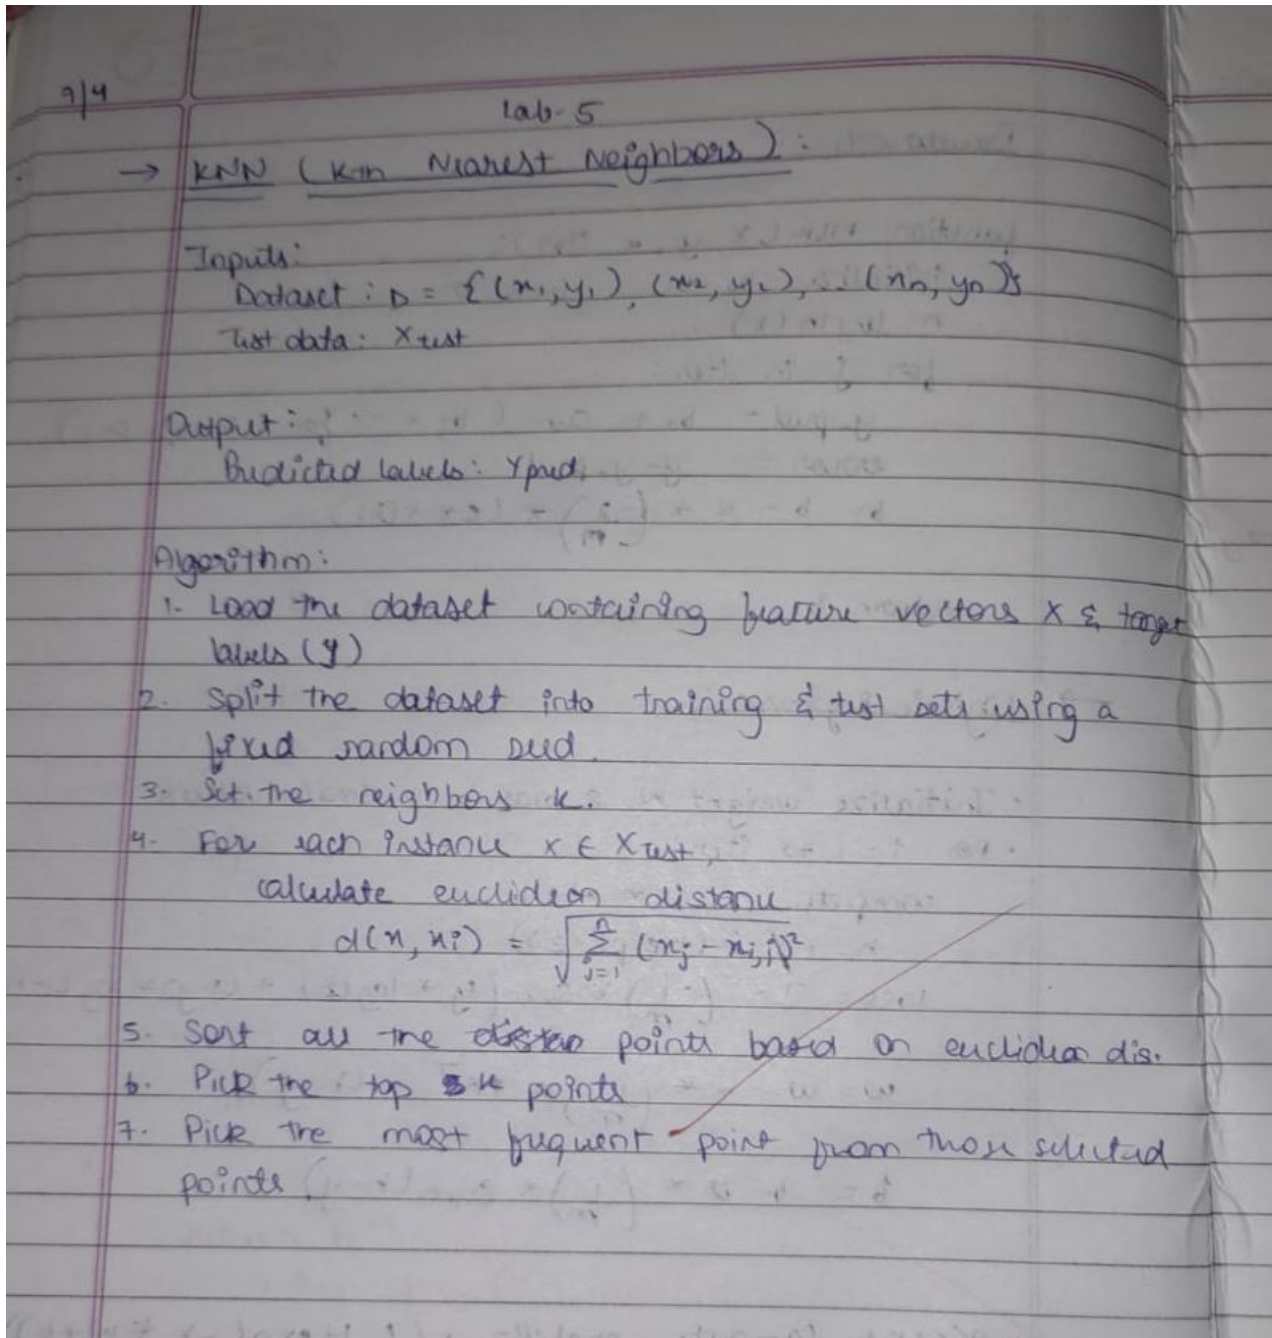 9/4
Lab-5
→ KNN (Kth Nearest Neighbors) :
Inputs:
Dataset : D = {(x₁, y₁), (x₂, y₂), .. (xn, yn)}
Test data: X test
Output:
Predicted labels: Ypred.
Algorithm:
1. Load the dataset containing feature vectors X & target
labels (y)
2. Split the dataset into training & test sets using a
fixed random seed.
3. Set the neighbors k.
4. For each instance x ∈ Xtest,
calculate euclidean distance
d(x, xi) = √(∑ⁿⱼ₌₁ (xj - xi,j)²)
5. Sort all the points based on euclidean dis.
6. Pick the top k points
7. Pick the most frequent point from those selected
points